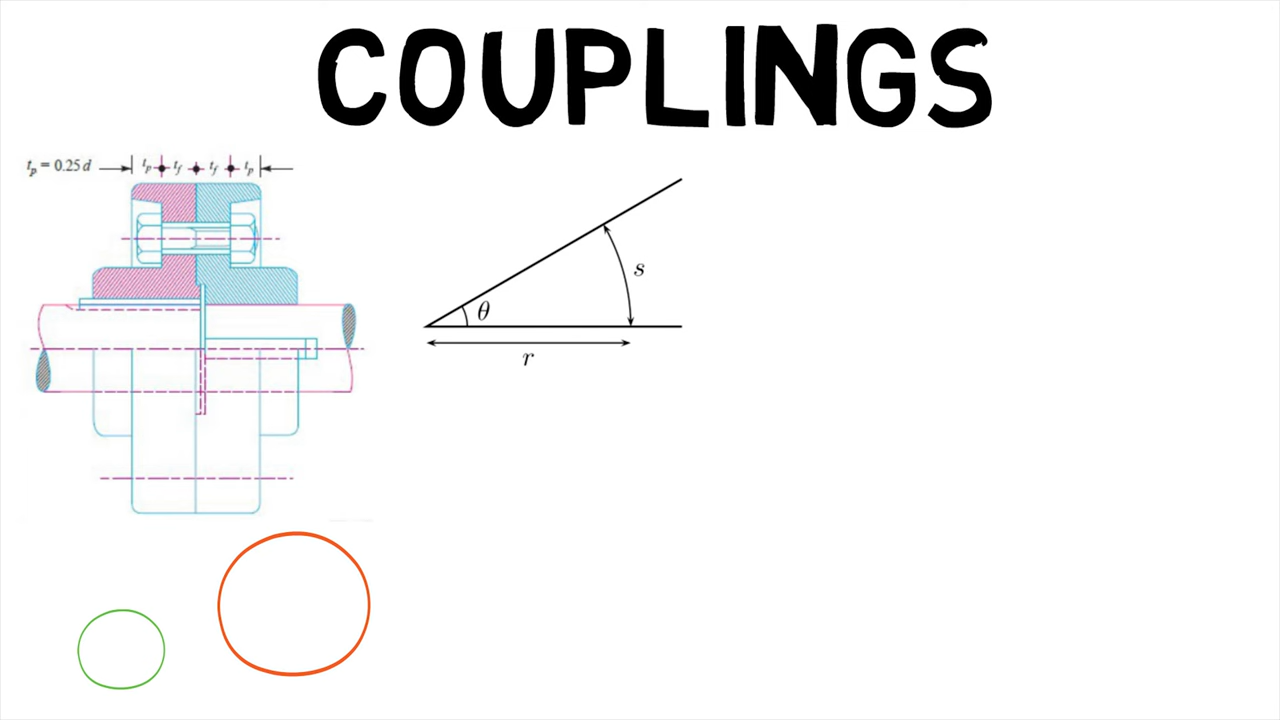 COUPLINGS
tp = 0.25 d
tp tf tf tp
s
θ
r